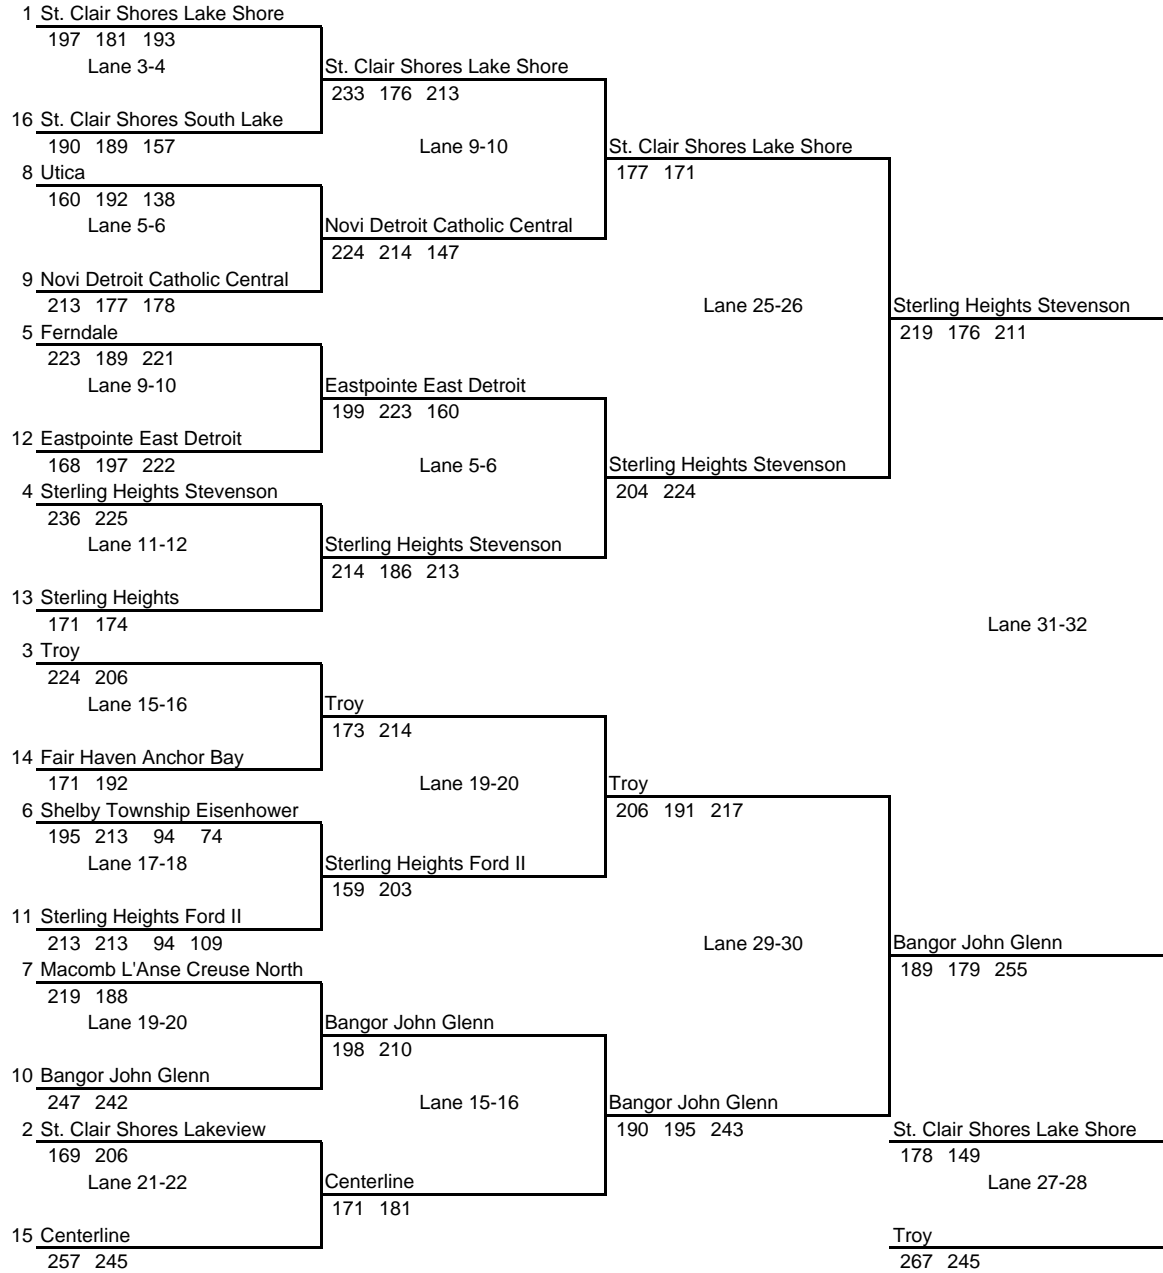 1 St. Clair Shores Lake Shore
197 181 193
Lane 3-4
St. Clair Shores Lake Shore
233 176 213
16 St. Clair Shores South Lake
190 189 157
Lane 9-10
St. Clair Shores Lake Shore
8 Utica
177 171
160 192 138
Lane 5-6
Novi Detroit Catholic Central
224 214 147
9 Novi Detroit Catholic Central
213 177 178
Lane 25-26
Sterling Heights Stevenson
5 Ferndale
219 176 211
223 189 221
Lane 9-10
Eastpointe East Detroit
199 223 160
12 Eastpointe East Detroit
168 197 222
Lane 5-6
Sterling Heights Stevenson
4 Sterling Heights Stevenson
204 224
236 225
Lane 11-12
Sterling Heights Stevenson
214 186 213
13 Sterling Heights
171 174
Lane 31-32
3 Troy
224 206
Lane 15-16
Troy
173 214
14 Fair Haven Anchor Bay
171 192
Lane 19-20
Troy
6 Shelby Township Eisenhower
206 191 217
195 213 94 74
Lane 17-18
Sterling Heights Ford II
159 203
11 Sterling Heights Ford II
213 213 94 109
Lane 29-30
Bangor John Glenn
7 Macomb L'Anse Creuse North
189 179 255
219 188
Lane 19-20
Bangor John Glenn
198 210
10 Bangor John Glenn
247 242
Lane 15-16
Bangor John Glenn
2 St. Clair Shores Lakeview
190 195 243
St. Clair Shores Lake Shore
169 206
178 149
Lane 21-22
Centerline
Lane 27-28
171 181
15 Centerline
Troy
257 245
267 245